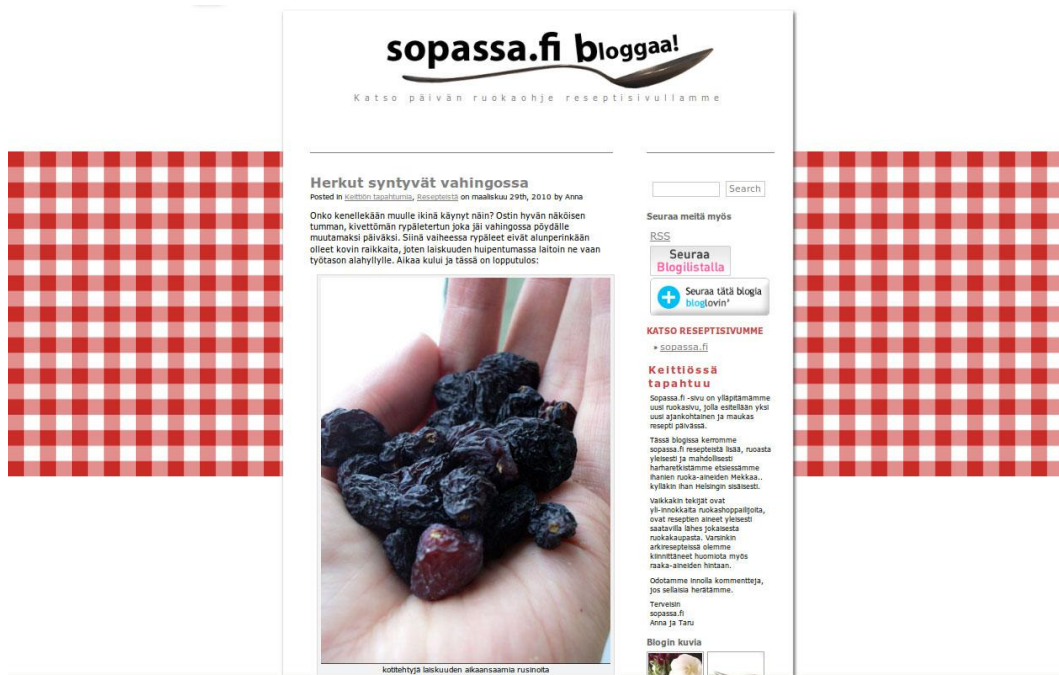 sopassa.fi bloggaa!
Katso päivän ruokaohje reseptisivullamme
Herkut syntyvät vahingossa
Posted in Keittiön tapahtumia, Resepteistä on maaliskuu 29th, 2010 by Anna
Onko kenellekään muulle ikinä käynyt näin? Ostin hyvän näköisen
tumman, kivettömän rypäletertun joka jäi vahingossa pöydälle
muutamaksi päiväksi. Siinä vaiheessa rypäleet eivät alunperinkään
olleet kovin raikkaita, joten laiskuuden huipentumassa laitoin ne vaan
työtason alahyllylle. Aikaa kului ja tässä on lopputulos:
kotitehtyjä laiskuuden aikaansaamia rusinoita
Search
Seuraa meitä myös
RSS
Seuraa
Blogilistalla
Seuraa tätä blogia
bloglovin'
KATSO RESEPTISIVUMME
sopassa.fi
Keittiössä
tapahtuu
Sopassa.fi -sivu on ylläpitämämme
uusi ruokasivu, jolla esitellään yksi
uusi ajankohtainen ja maukas
resepti päivässä.
Tässä blogissa kerromme
sopassa.fi resepteistä lisää, ruoasta
yleisesti ja mahdollisesti
harharetkistämme etsiessämme
ihanien ruoka-aineiden Mekkaa..
kylläkin ihan Helsingin sisäisesti.
Vaikkakin tekijät ovat
yli-innokkaita ruokashoppailijoita,
ovat reseptien aineet yleisesti
saatavilla lähes jokaisesta
ruokakaupasta. Varsinkin
arkiresepteissä olemme
kiinnittäneet huomiota myös
raaka-aineiden hintaan.
Odotamme innolla kommentteja,
jos sellaisia herätämme.
Terveisin
sopassa.fi
Anna ja Taru
Blogin kuvia